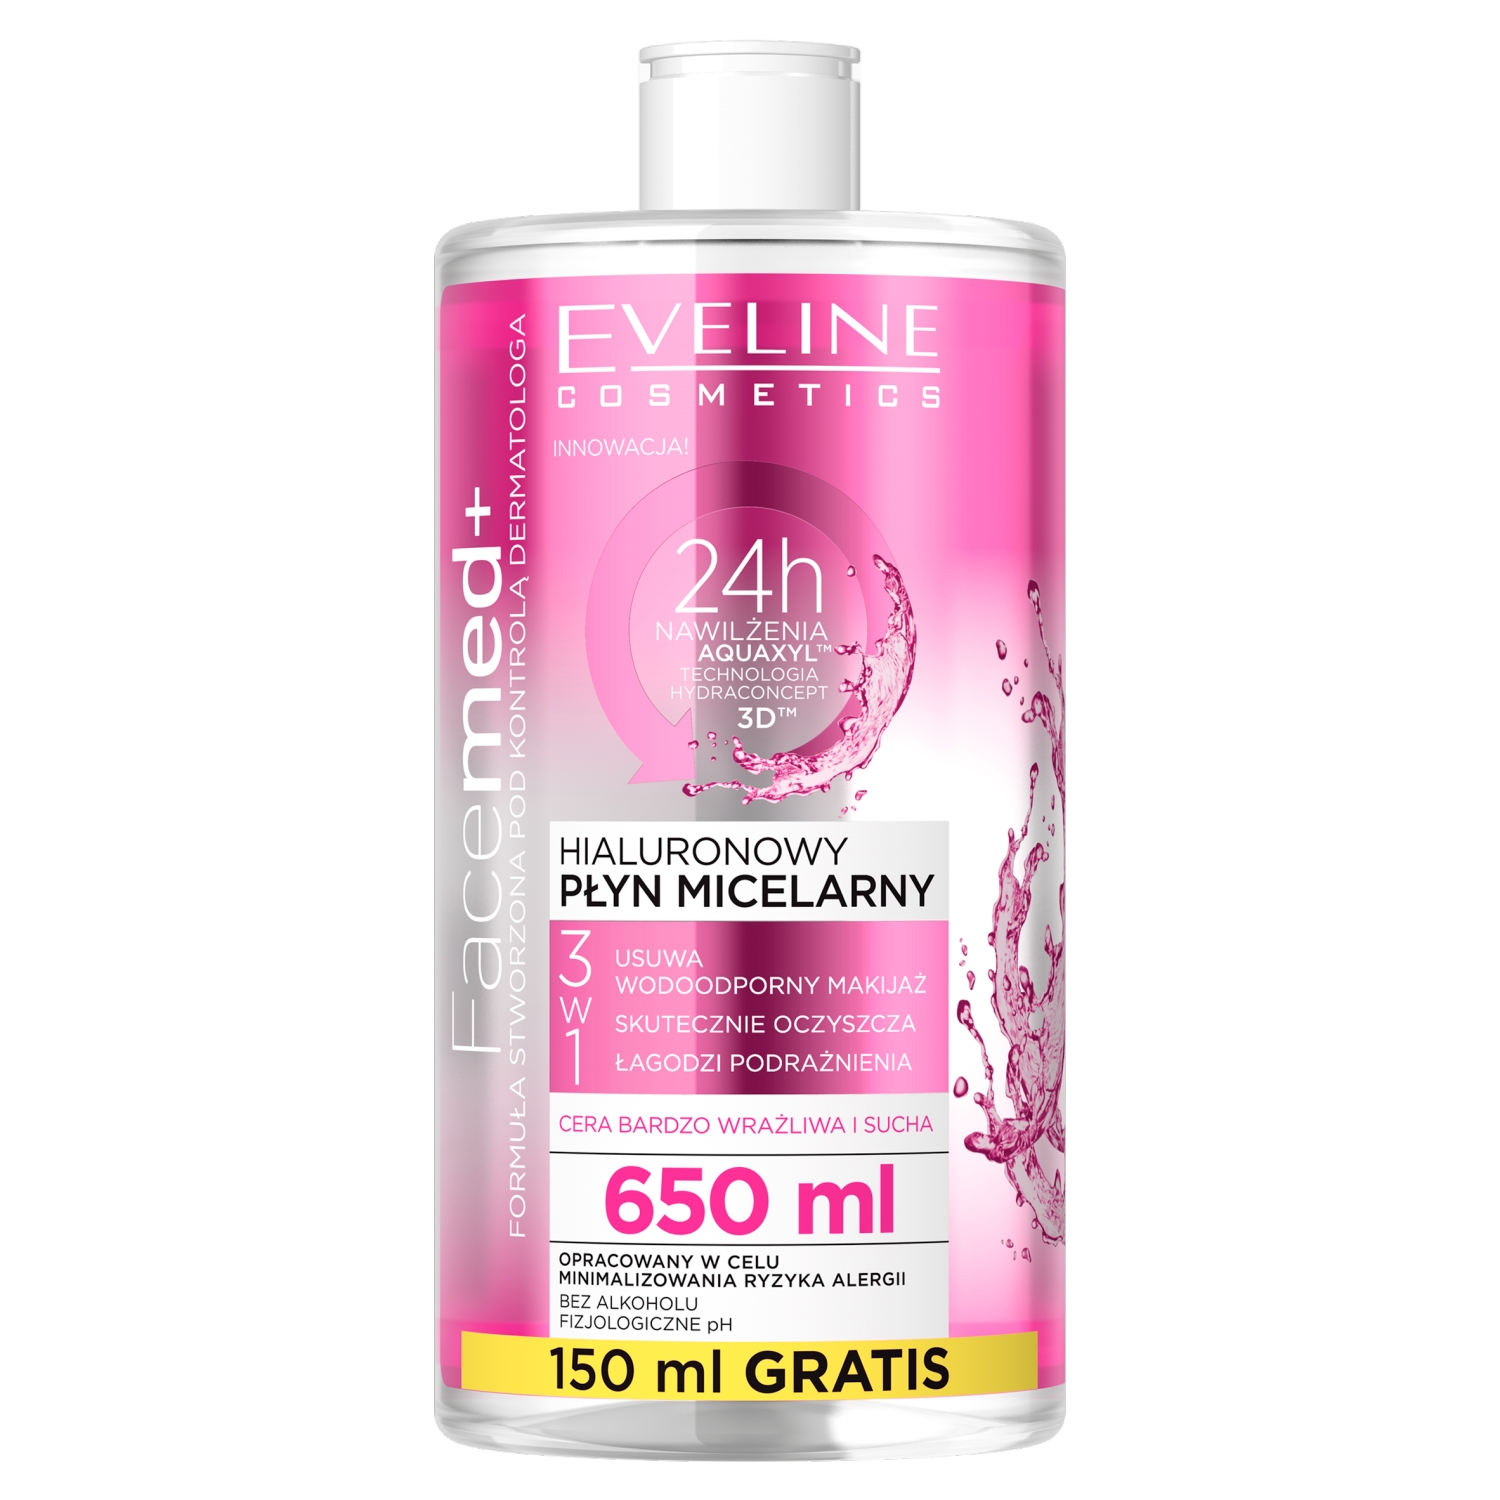 EVELINE
COSMETICS
INNOWACJA!
24h
NAWILŻENIA
AQUAXYL™
TECHNOLOGIA
HYDRACONCEPT
3D™
Facemed+
FORMUŁA STWORZONA POD KONTROLĄ DERMATOLOGA
HIALURONOWY
PŁYN MICELARNY
3
W
1
USUWA
WODOODPORNY MAKIJAŻ
SKUTECZNIE OCZYSZCZA
ŁAGODZI PODRAŻNIENIA
CERA BARDZO WRAŻLIWA I SUCHA
650 ml
OPRACOWANY W CELU
MINIMALIZOWANIA RYZYKA ALERGII
BEZ ALKOHOLU
FIZJOLOGICZNE pH
150 ml GRATIS